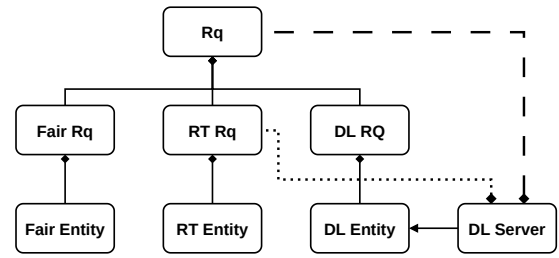 Rq
Fair Rq
RT Rq
DL RQ
Fair Entity
RT Entity
DL Entity
DL Server